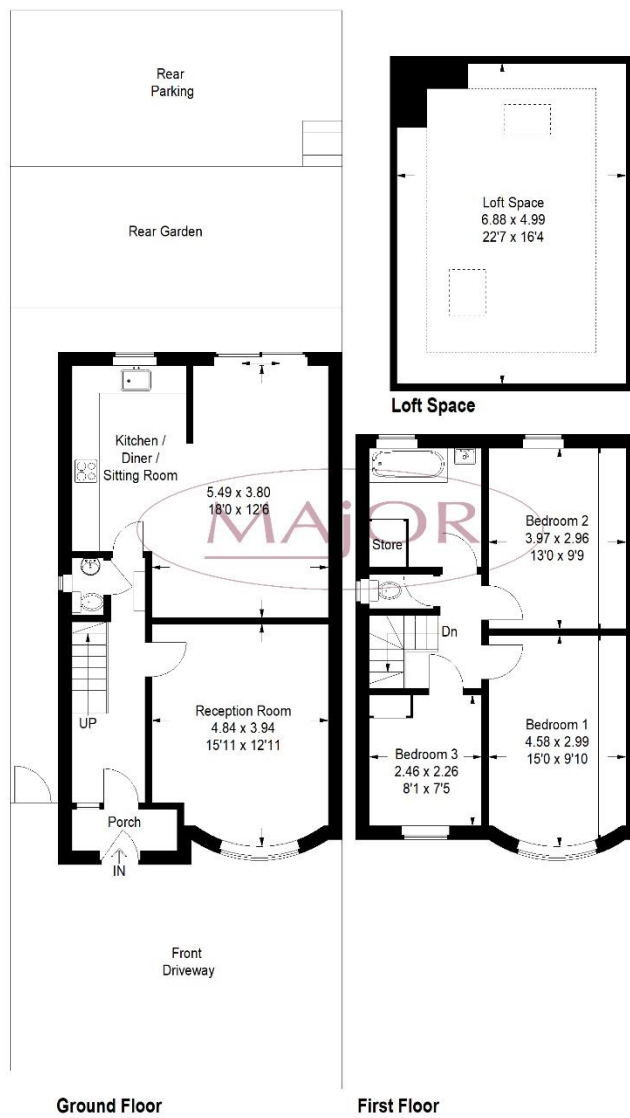 Rear
Parking
Rear Garden
Kitchen /
Diner /
Sitting Room
5.49 x 3.80
18'0 x 12'6
MAjOR
Reception Room
4.84 x 3.94
15'11 x 12'11
UP
Porch
IN
Front
Driveway
Ground Floor
Loft Space
6.88 x 4.99
22'7 x 16'4
Loft Space
Store
Bedroom 2
3.97 x 2.96
13'0 x 9'9
Dn
Bedroom 1
4.58 x 2.99
15'0 x 9'10
Bedroom 3
2.46 x 2.26
8'1 x 7'5
First Floor